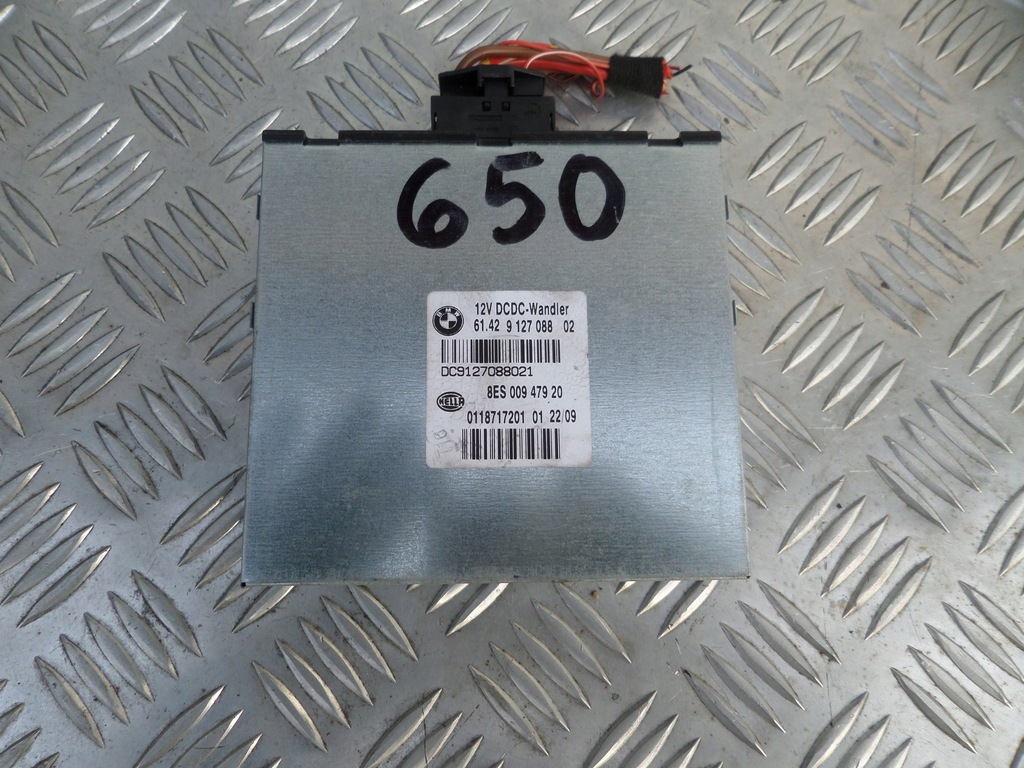 650
BMW
12V DCDC-Wandler
61.42 9 127 088 02
DC9127088021
HELLA
8ES 009 479 20
0118717201 01 22/09